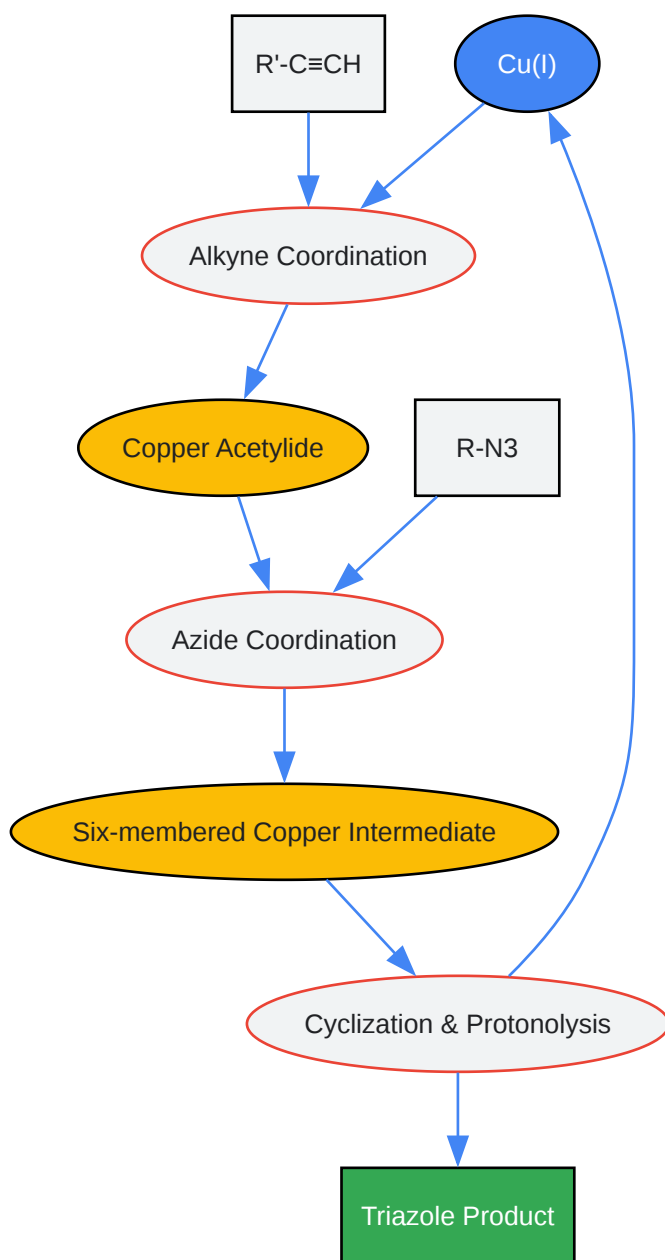 R'-C≡CH
Cu(I)
Alkyne Coordination
Copper Acetylide
R-N3
Azide Coordination
Six-membered Copper Intermediate
Cyclization & Protonolysis
Triazole Product